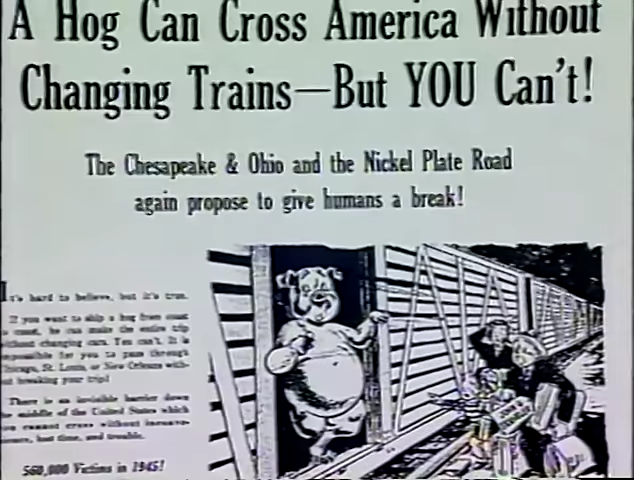 A Hog Can Cross America Without
Changing Trains—But YOU Can't!
The Chesapeake & Ohio and the Nickel Plate Road
again propose to give humans a break!
It's hard to believe, but it's true.
If you want to ship a hog from coast
coast, he can make the entire trip
without changing cars. You can't. It is
impossible for you to pass through
Chicago, St. Louis, or New Orleans with-
out breaking your trip!
There is an invisible barrier down
the middle of the United States which
you cannot cross without inconven-
ience, lost time, and trouble.
560,000 Victims in 1945!